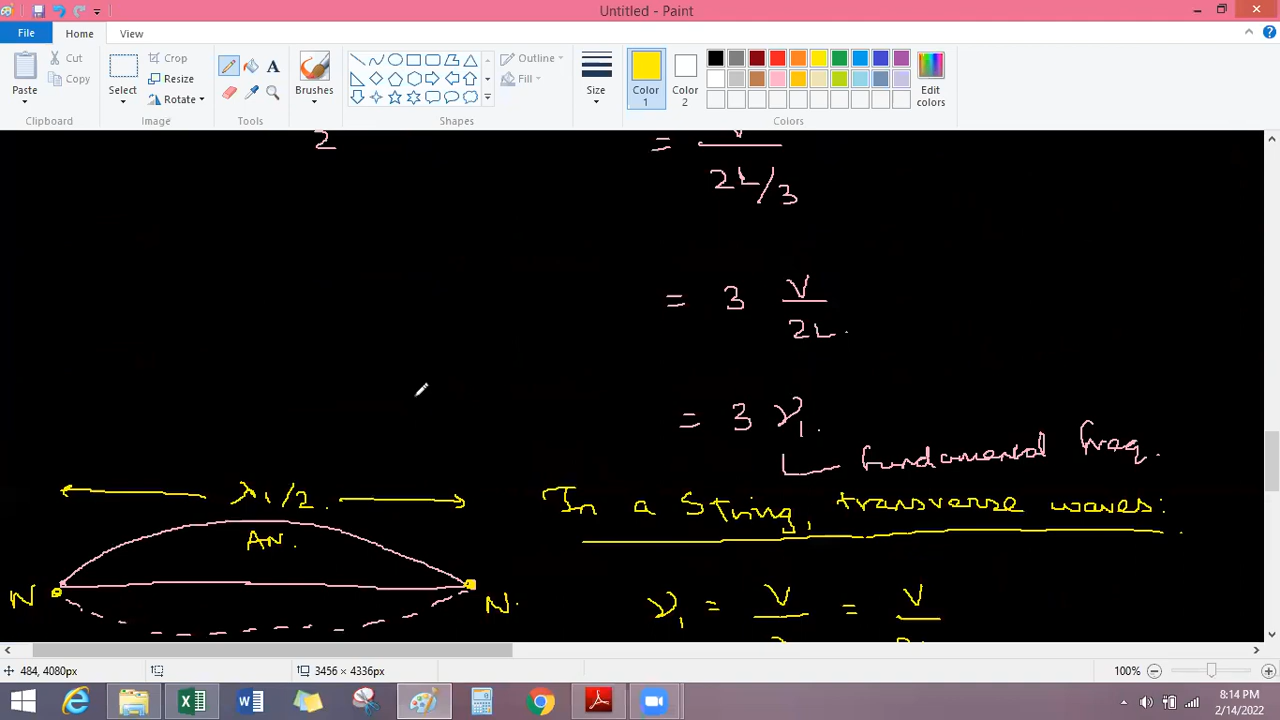 Untitled - Paint
File Home View
Paste Cut Copy Clipboard
Select Crop Resize Rotate Image
Tools
Brushes
Outline Fill Shapes
Size
Color 1 Color 2 Edit colors Colors
2
= V / 2L/3
= 3 V / 2L.
= 3 ν1.
fundamental freq.
λ1/2.
In a String, transverse waves:
AN.
N N.
ν1 = V = V
484, 4080px 3456 × 4336px 100%
8:14 PM
2/14/2022